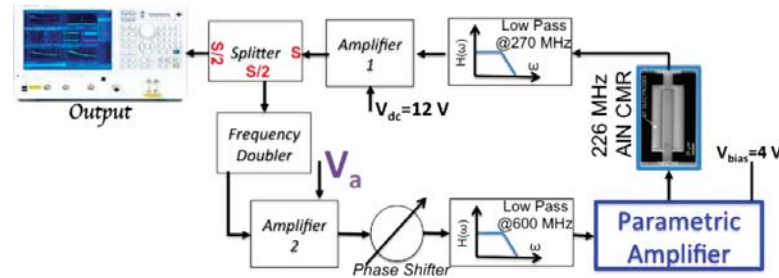 Output
S/2
Splitter
S
S/2
Amplifier
1
V_dc=12 V
Low Pass
@270 MHz
H(ω)
ω
226 MHz
AlN CMR
V_bias=4 V
Frequency
Doubler
V_a
Amplifier
2
Phase Shifter
Low Pass
@600 MHz
H(ω)
ω
Parametric
Amplifier